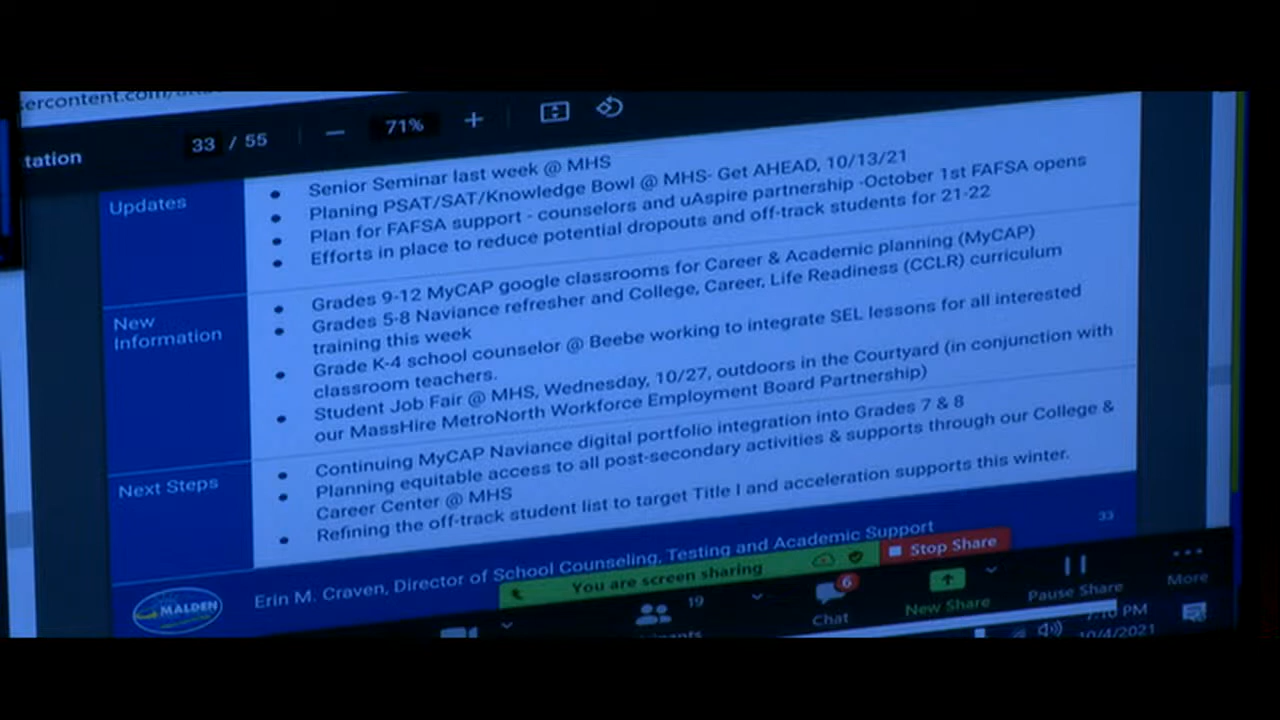 33 / 55
71%
Updates
Senior Seminar last week @ MHS
Planing PSAT/SAT/Knowledge Bowl @ MHS- Get AHEAD, 10/13/21
Plan for FAFSA support - counselors and uAspire partnership -October 1st FAFSA opens
Efforts in place to reduce potential dropouts and off-track students for 21-22
New
Information
Grades 9-12 MyCAP google classrooms for Career & Academic planning (MyCAP)
Grades 5-8 Naviance refresher and College, Career, Life Readiness (CCLR) curriculum
training this week
Grade K-4 school counselor @ Beebe working to integrate SEL lessons for all interested
classroom teachers.
Student Job Fair @ MHS, Wednesday, 10/27, outdoors in the Courtyard (in conjunction with
our MassHire MetroNorth Workforce Employment Board Partnership)
Next Steps
Continuing MyCAP Naviance digital portfolio integration into Grades 7 & 8
Planning equitable access to all post-secondary activities & supports through our College &
Career Center @ MHS
Refining the off-track student list to target Title I and acceleration supports this winter.
33
MALDEN
Erin M. Craven, Director of School Counseling, Testing and Academic Support
You are screen sharing
Stop Share
19
6
Chat
New Share
Pause Share
More
PM
10/4/2021